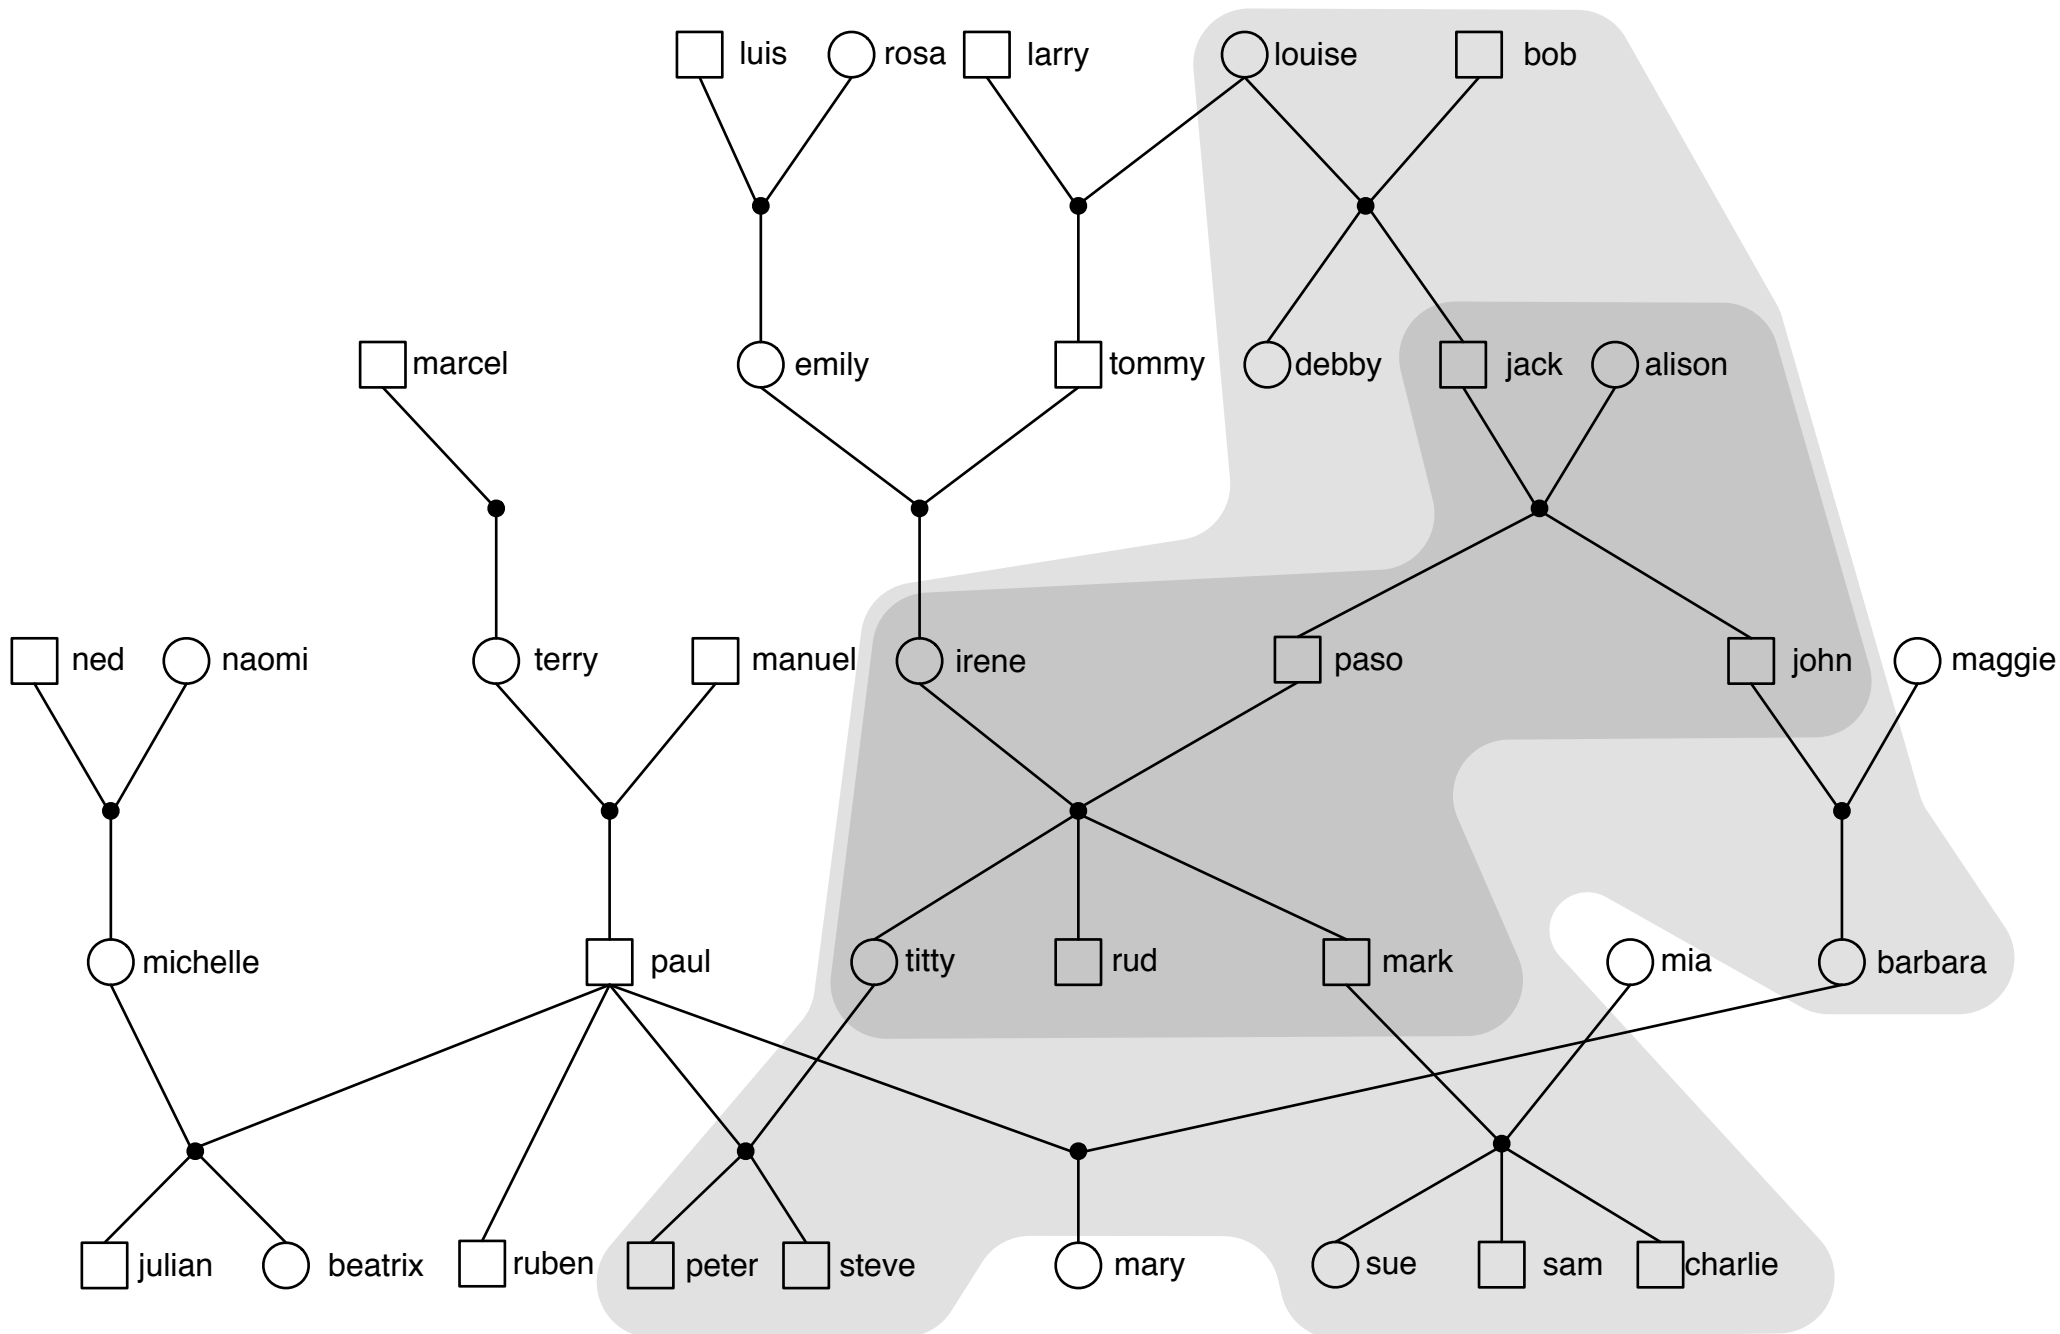 luis rosa larry louise bob
marcel emily tommy debby jack alison
ned naomi terry manuel irene paso john maggie
michelle paul titty rud mark mia barbara
julian beatrix ruben peter steve mary sue sam charlie